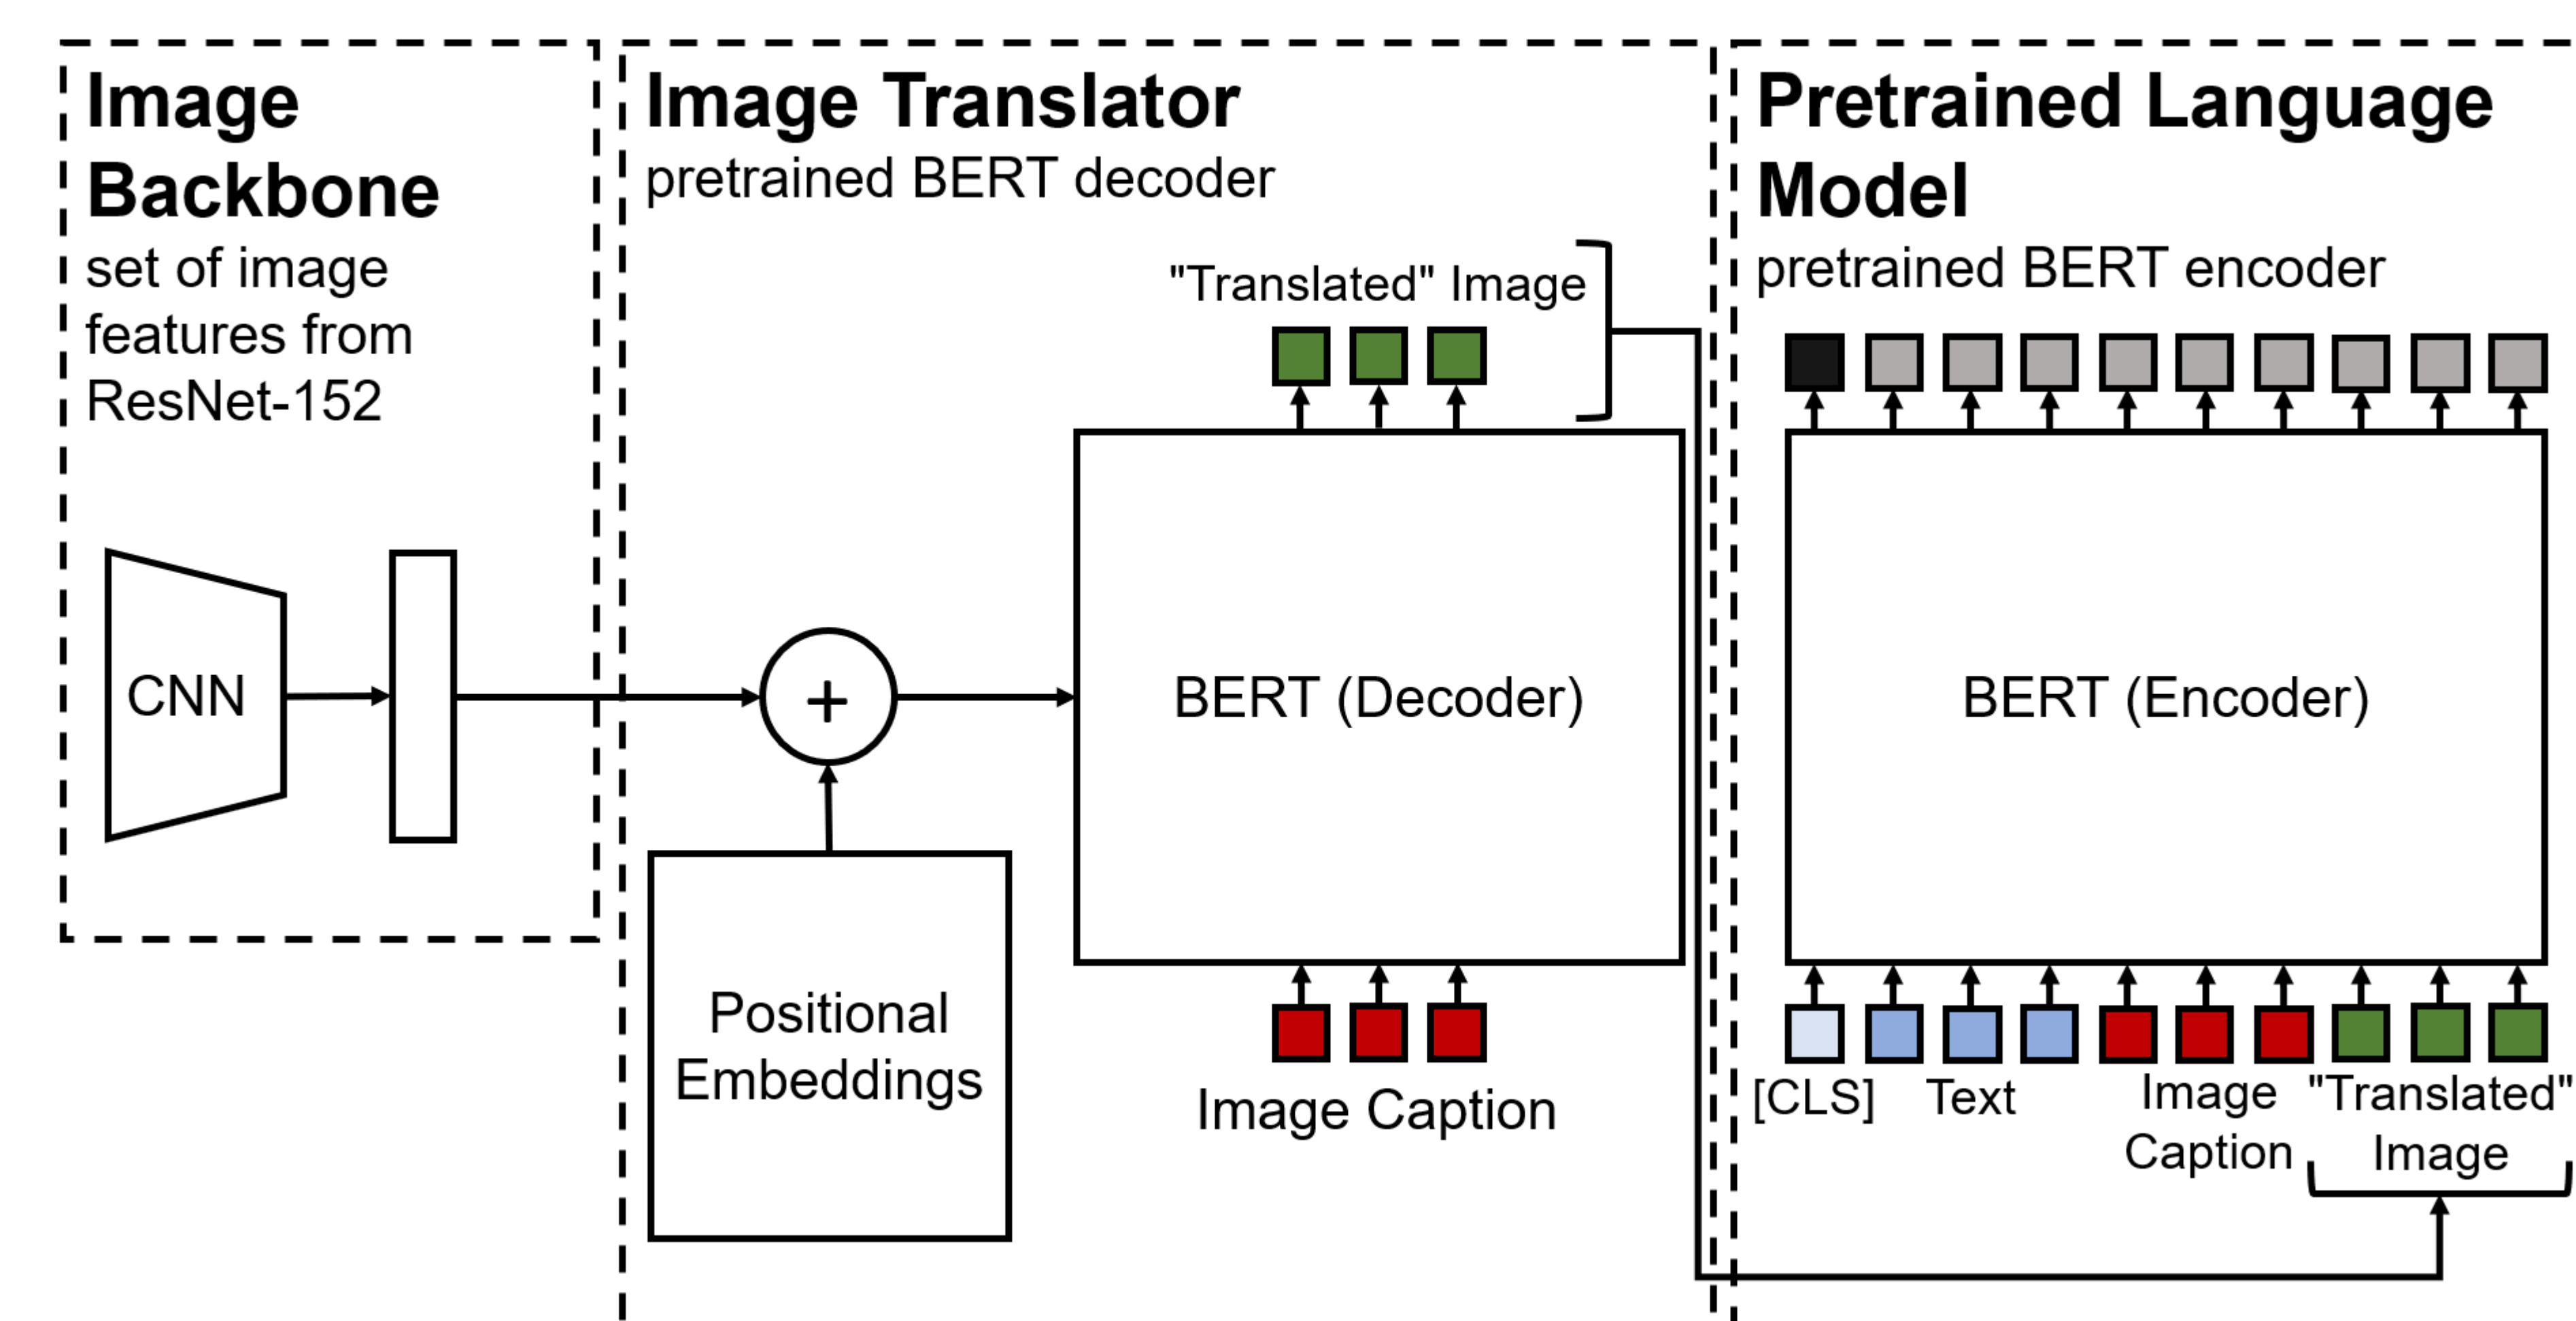 Image
Backbone
set of image
features from
ResNet-152
CNN
Image Translator
pretrained BERT decoder
"Translated" Image
+
BERT (Decoder)
Positional
Embeddings
Image Caption
Pretrained Language
Model
pretrained BERT encoder
BERT (Encoder)
[CLS]
Text
Image
Caption
"Translated"
Image